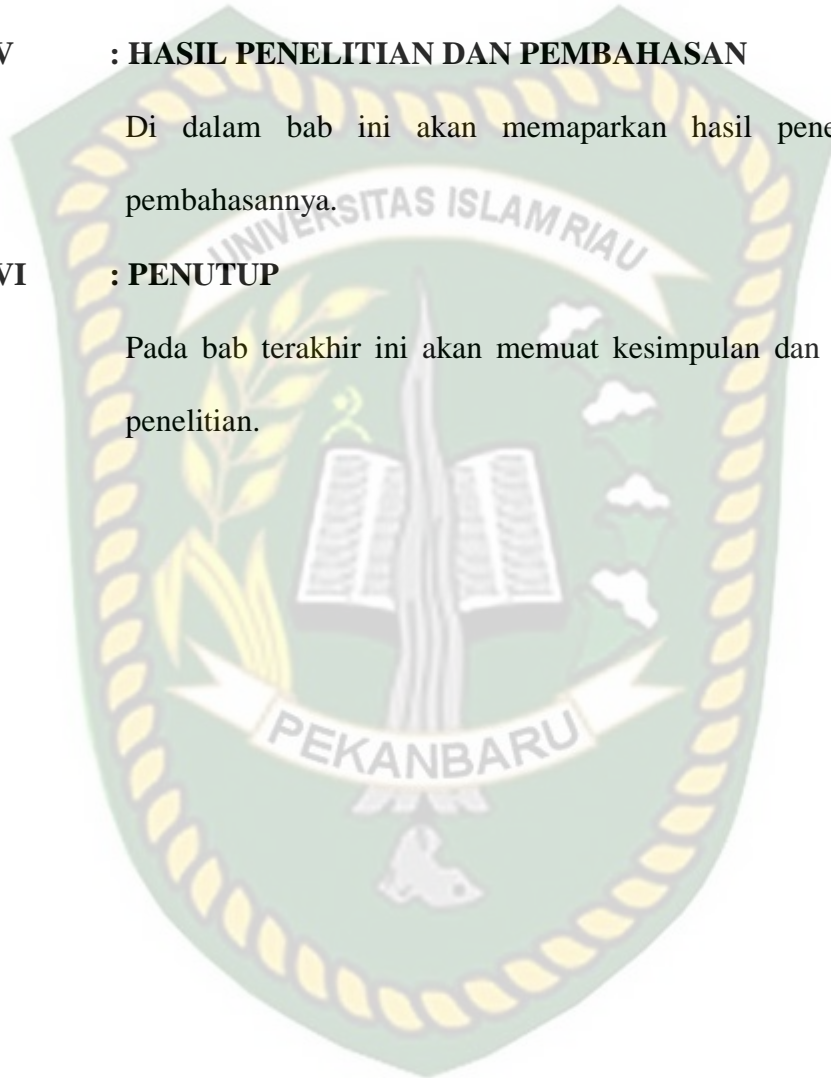 V : HASIL PENELITIAN DAN PEMBAHASAN
Di dalam bab ini akan memaparkan hasil pene
pembahasannya.
UNIVERSITAS ISLAM RIAU
VI : PENUTUP
Pada bab terakhir ini akan memuat kesimpulan dan
penelitian.
PEKANBARU